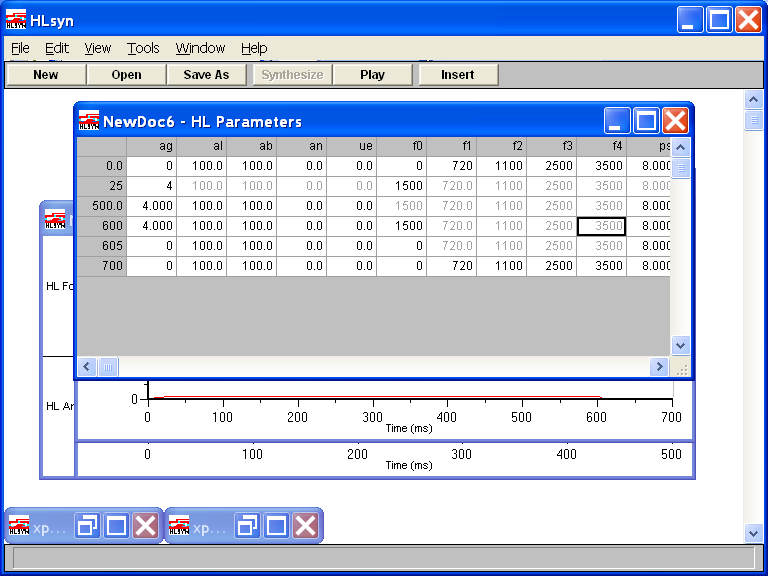 HLsyn
File Edit View Tools Window Help
New Open Save As Synthesize Play Insert
NewDoc6 - HL Parameters
ag al ab an ue f0 f1 f2 f3 f4 ps
0.0 0 100.0 100.0 0.0 0.0 0 720 1100 2500 3500 8.000
25 4 100.0 100.0 0.0 0.0 1500 720.0 1100 2500 3500 8.000
500.0 4.000 100.0 100.0 0.0 0.0 1500 720.0 1100 2500 3500 8.000
600 4.000 100.0 100.0 0.0 0.0 1500 720.0 1100 2500 3500 8.000
605 0 100.0 100.0 0.0 0.0 0 720.0 1100 2500 3500 8.000
700 0 100.0 100.0 0.0 0.0 0 720 1100 2500 3500 8.000
HL Fo
HL Ar
0
0 100 200 300 400 500 600 700
Time (ms)
0 100 200 300 400 500
Time (ms)
xp... xp...